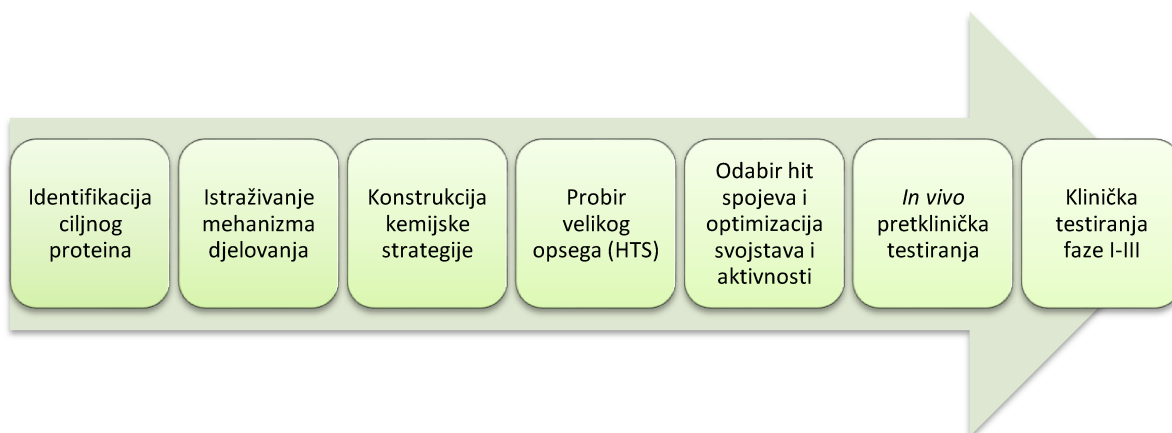 Identifikacija
ciljnog
proteina
Istraživanje
mehanizma
djelovanja
Konstrukcija
kemijske
strategije
Probir
velikog
opsega (HTS)
Odabir hit
spojeva i
optimizacija
svojstava i
aktivnosti
In vivo
pretklinička
testiranja
Klinička
testiranja
faze I-III